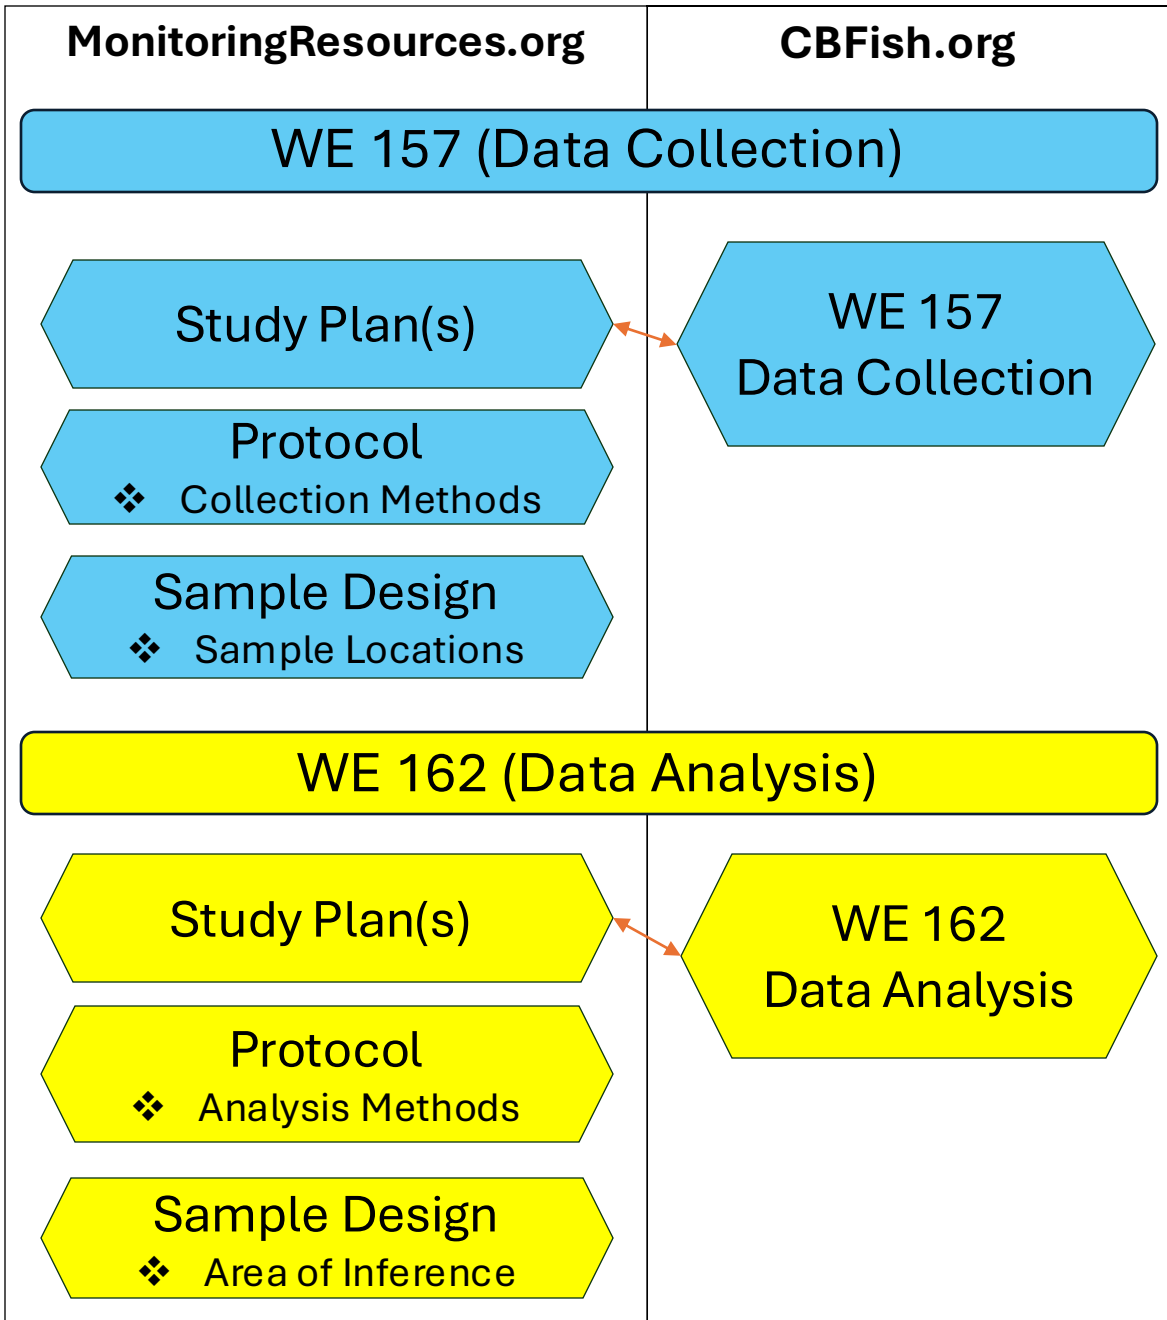 MonitoringResources.org
CBFish.org
WE 157 (Data Collection)
Study Plan(s)
WE 157
Data Collection
Protocol
❖ Collection Methods
Sample Design
❖ Sample Locations
WE 162 (Data Analysis)
Study Plan(s)
WE 162
Data Analysis
Protocol
❖ Analysis Methods
Sample Design
❖ Area of Inference